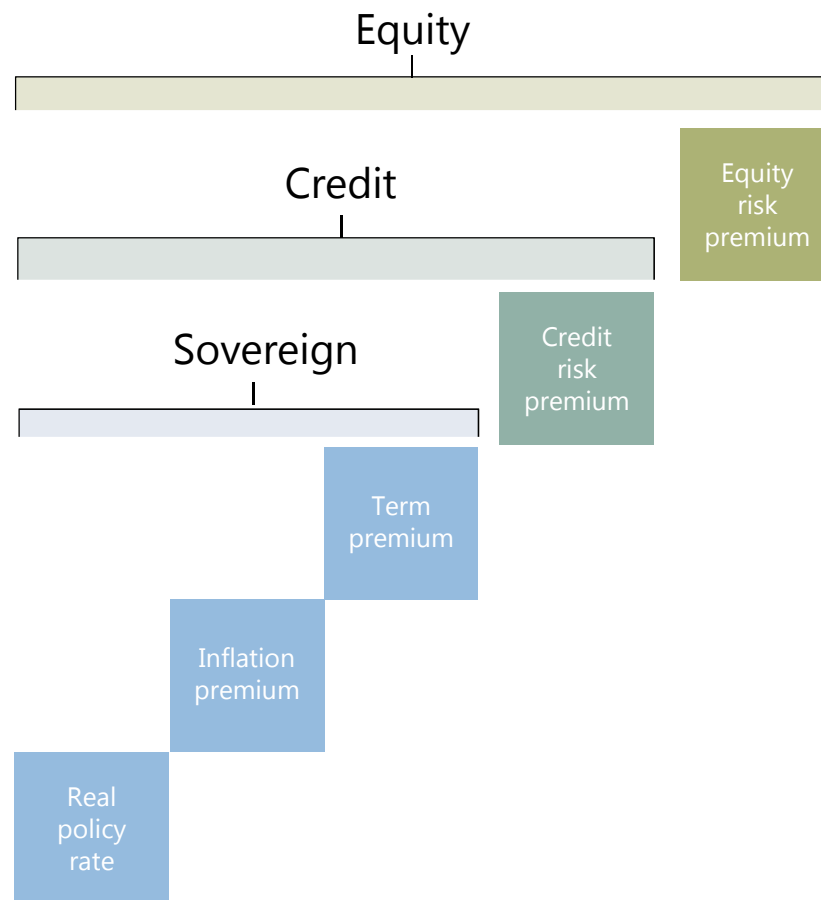 Equity
Equity
risk
premium
Credit
Credit
risk
premium
Sovereign
Term
premium
Inflation
premium
Real
policy
rate